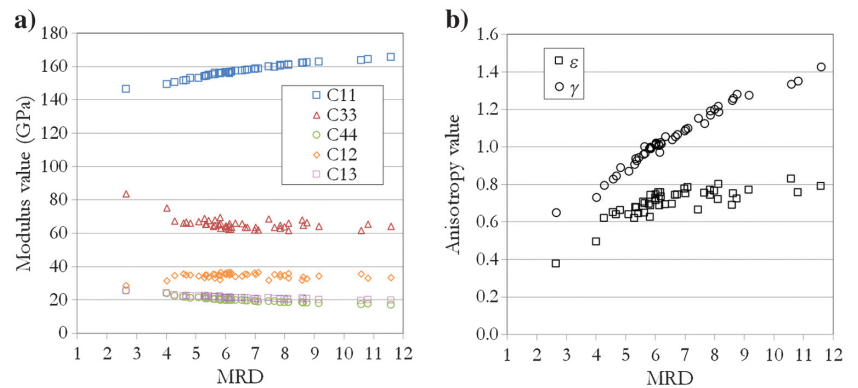 a)
Modulus value (GPa)
200
180
160
140
120
100
80
60
40
20
0
C11
C33
C44
C12
C13
1 2 3 4 5 6 7 8 9 10 11 12
MRD
b)
Anisotropy value
1.6
1.4
1.2
1.0
0.8
0.6
0.4
0.2
0.0
ε
γ
1 2 3 4 5 6 7 8 9 10 11 12
MRD